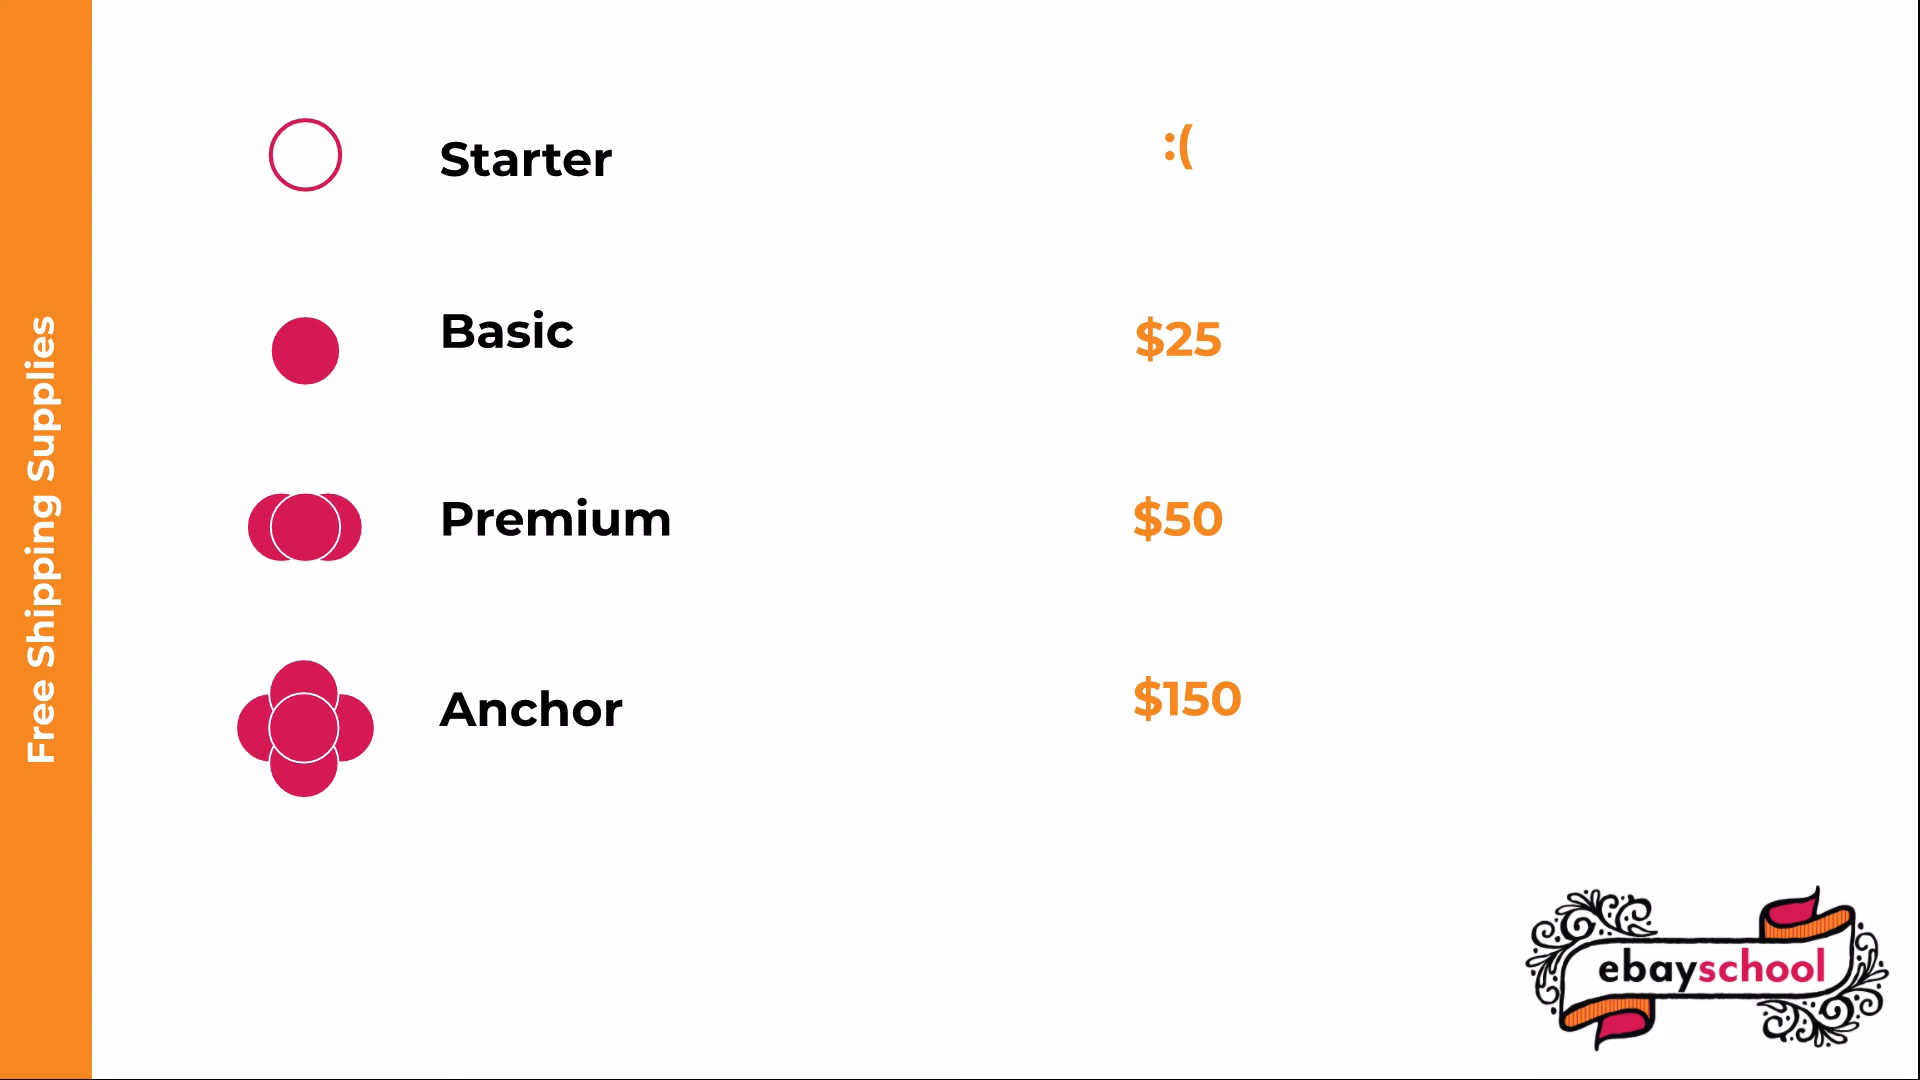 Free Shipping Supplies
Starter
:(
Basic
$25
Premium
$50
Anchor
$150
ebayschool